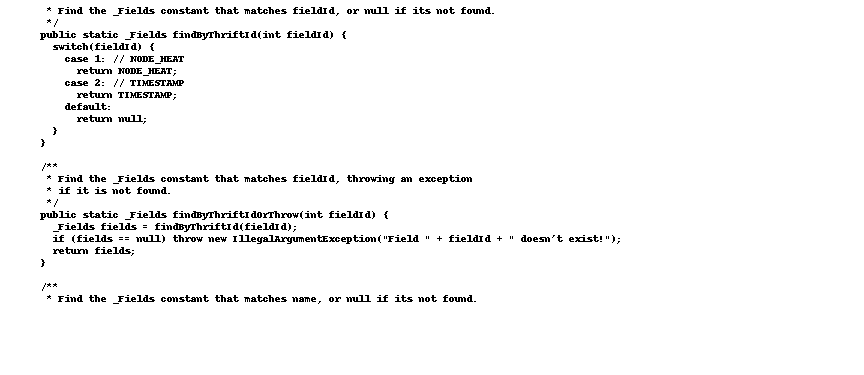 * Find the _Fields constant that matches fieldId, or null if its not found.
*/
public static _Fields findByThriftId(int fieldId) {
switch(fieldId) {
case 1: // NODE_HEAT
return NODE_HEAT;
case 2: // TIMESTAMP
return TIMESTAMP;
default:
return null;
}
}
/**
* Find the _Fields constant that matches fieldId, throwing an exception
* if it is not found.
*/
public static _Fields findByThriftIdOrThrow(int fieldId) {
_Fields fields = findByThriftId(fieldId);
if (fields == null) throw new IllegalArgumentException("Field " + fieldId + " doesn't exist!");
return fields;
}
/**
* Find the _Fields constant that matches name, or null if its not found.